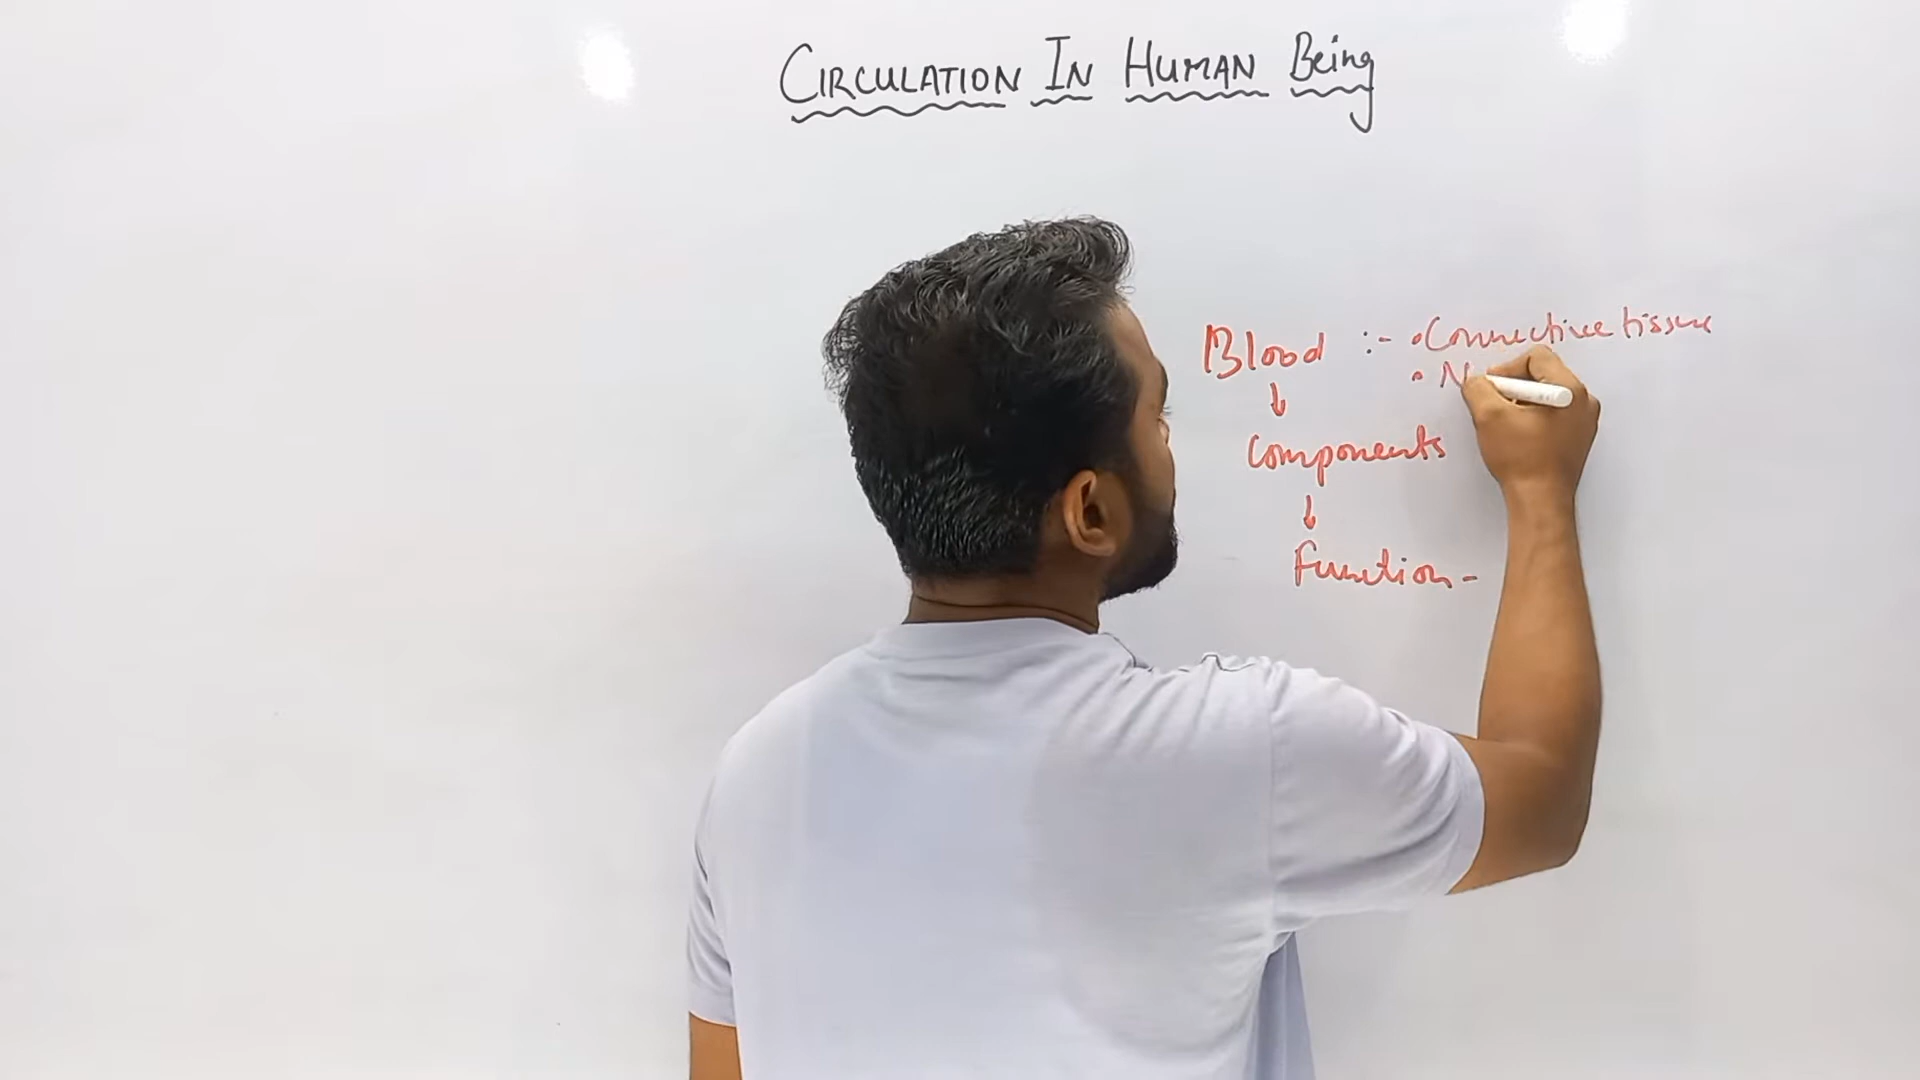 CIRCULATION IN HUMAN Being
Blood :- • Connective tissue
• N
↓
Components
↓
Function -